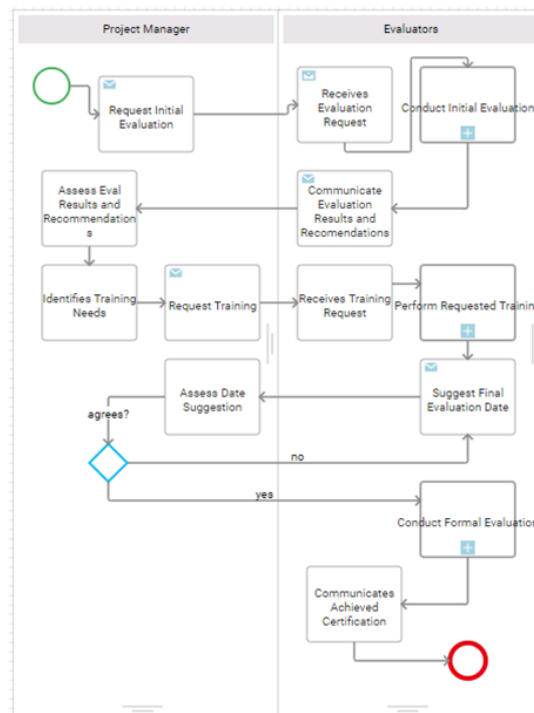 Project Manager
Evaluators
Request Initial
Evaluation
Receives
Evaluation
Request
Conduct Initial Evaluation
Assess Eval
Results and
Recommendation
s
Communicate
Evaluation
Results and
Recomendations
Identifies Training
Needs
Request Training
Receives Training
Request
Perform Requested Trainin
Assess Date
Suggestion
Suggest Final
Evaluation Date
agrees?
no
yes
Conduct Formal Evaluation
Communicates
Achieved
Certification